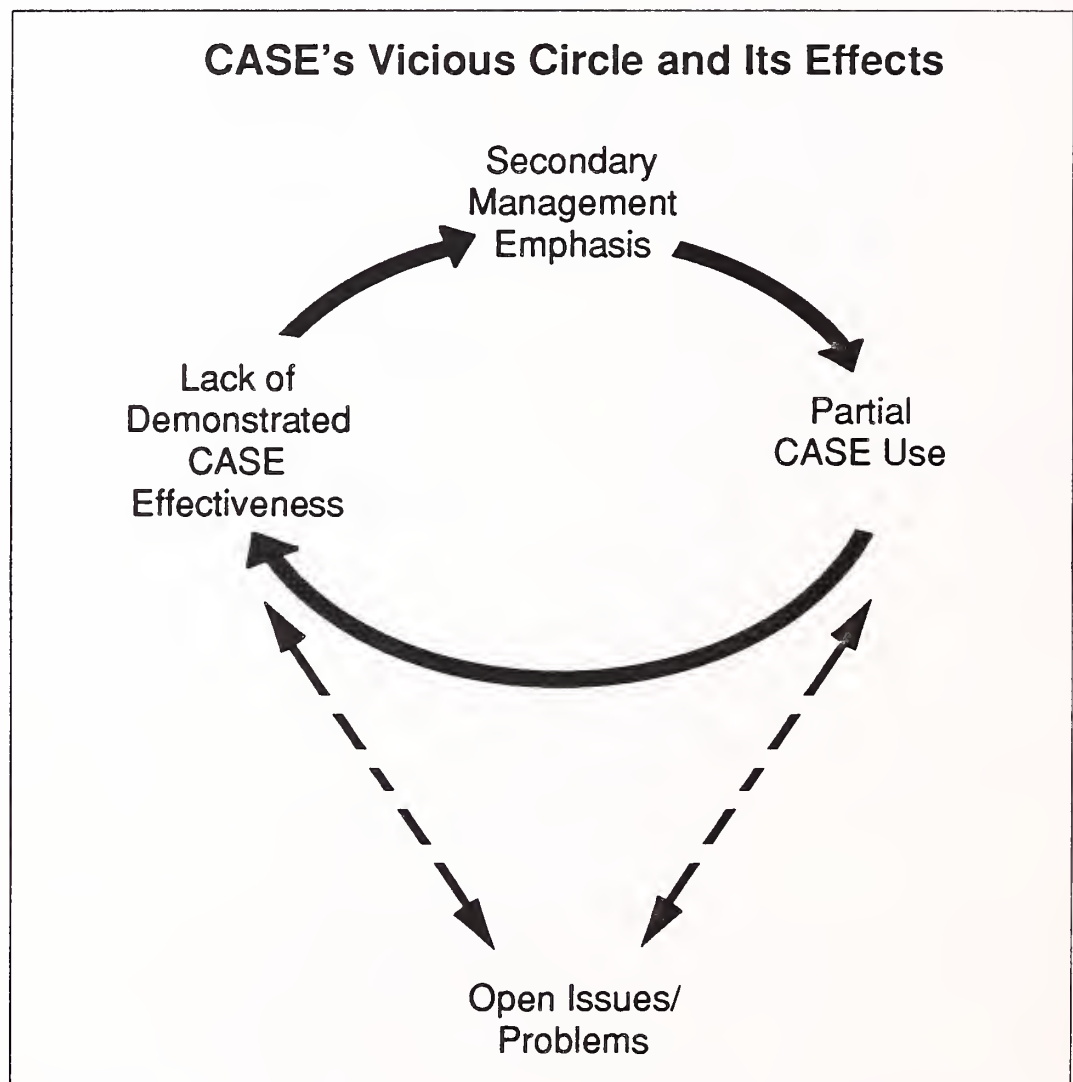 CASE's Vicious Circle and Its Effects
Secondary
Management
Emphasis
Lack of
Demonstrated
CASE
Effectiveness
Partial
CASE Use
Open Issues/
Problems